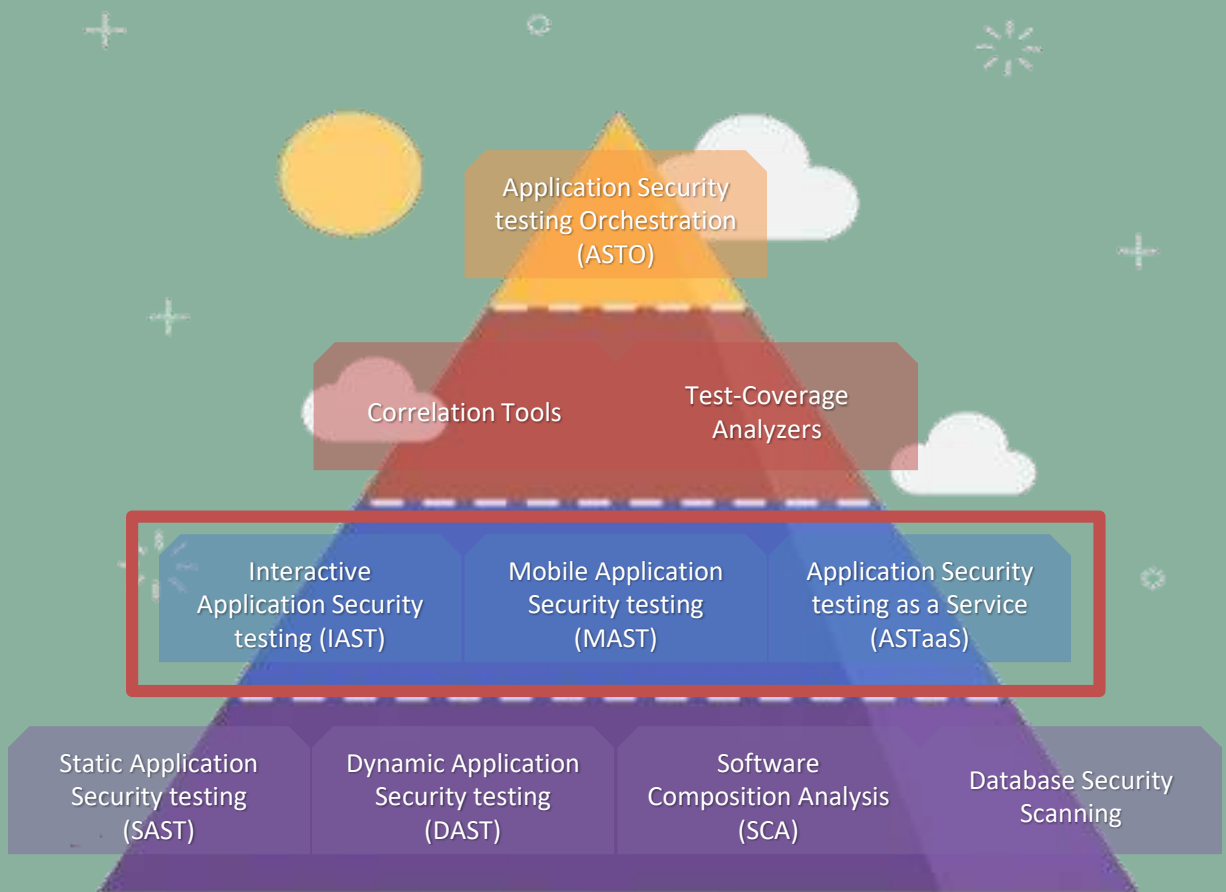 Application Security
testing Orchestration
(ASTO)
Correlation Tools
Test-Coverage
Analyzers
Interactive
Application Security
testing (IAST)
Mobile Application
Security testing
(MAST)
Application Security
testing as a Service
(ASTaaS)
Static Application
Security testing
(SAST)
Dynamic Application
Security testing
(DAST)
Software
Composition Analysis
(SCA)
Database Security
Scanning